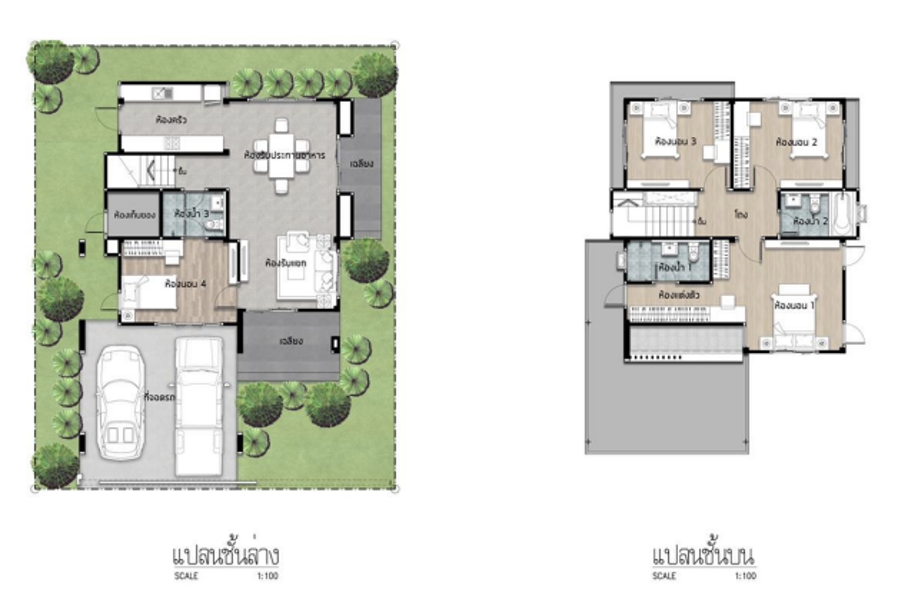 ห้องครัว
ห้องรับประทานอาหาร
เฉลียง
ขึ้น
ห้องเก็บของ
ห้องน้ำ 3
ห้องรับแขก
ห้องนอน 4
เฉลียง
ที่จอดรถ
แปลนชั้นล่าง
SCALE 1:100
ห้องนอน 3
ห้องนอน 2
โถง
ขึ้น
ห้องน้ำ 2
ห้องน้ำ 1
ห้องแต่งตัว
ห้องนอน 1
แปลนชั้นบน
SCALE 1:100